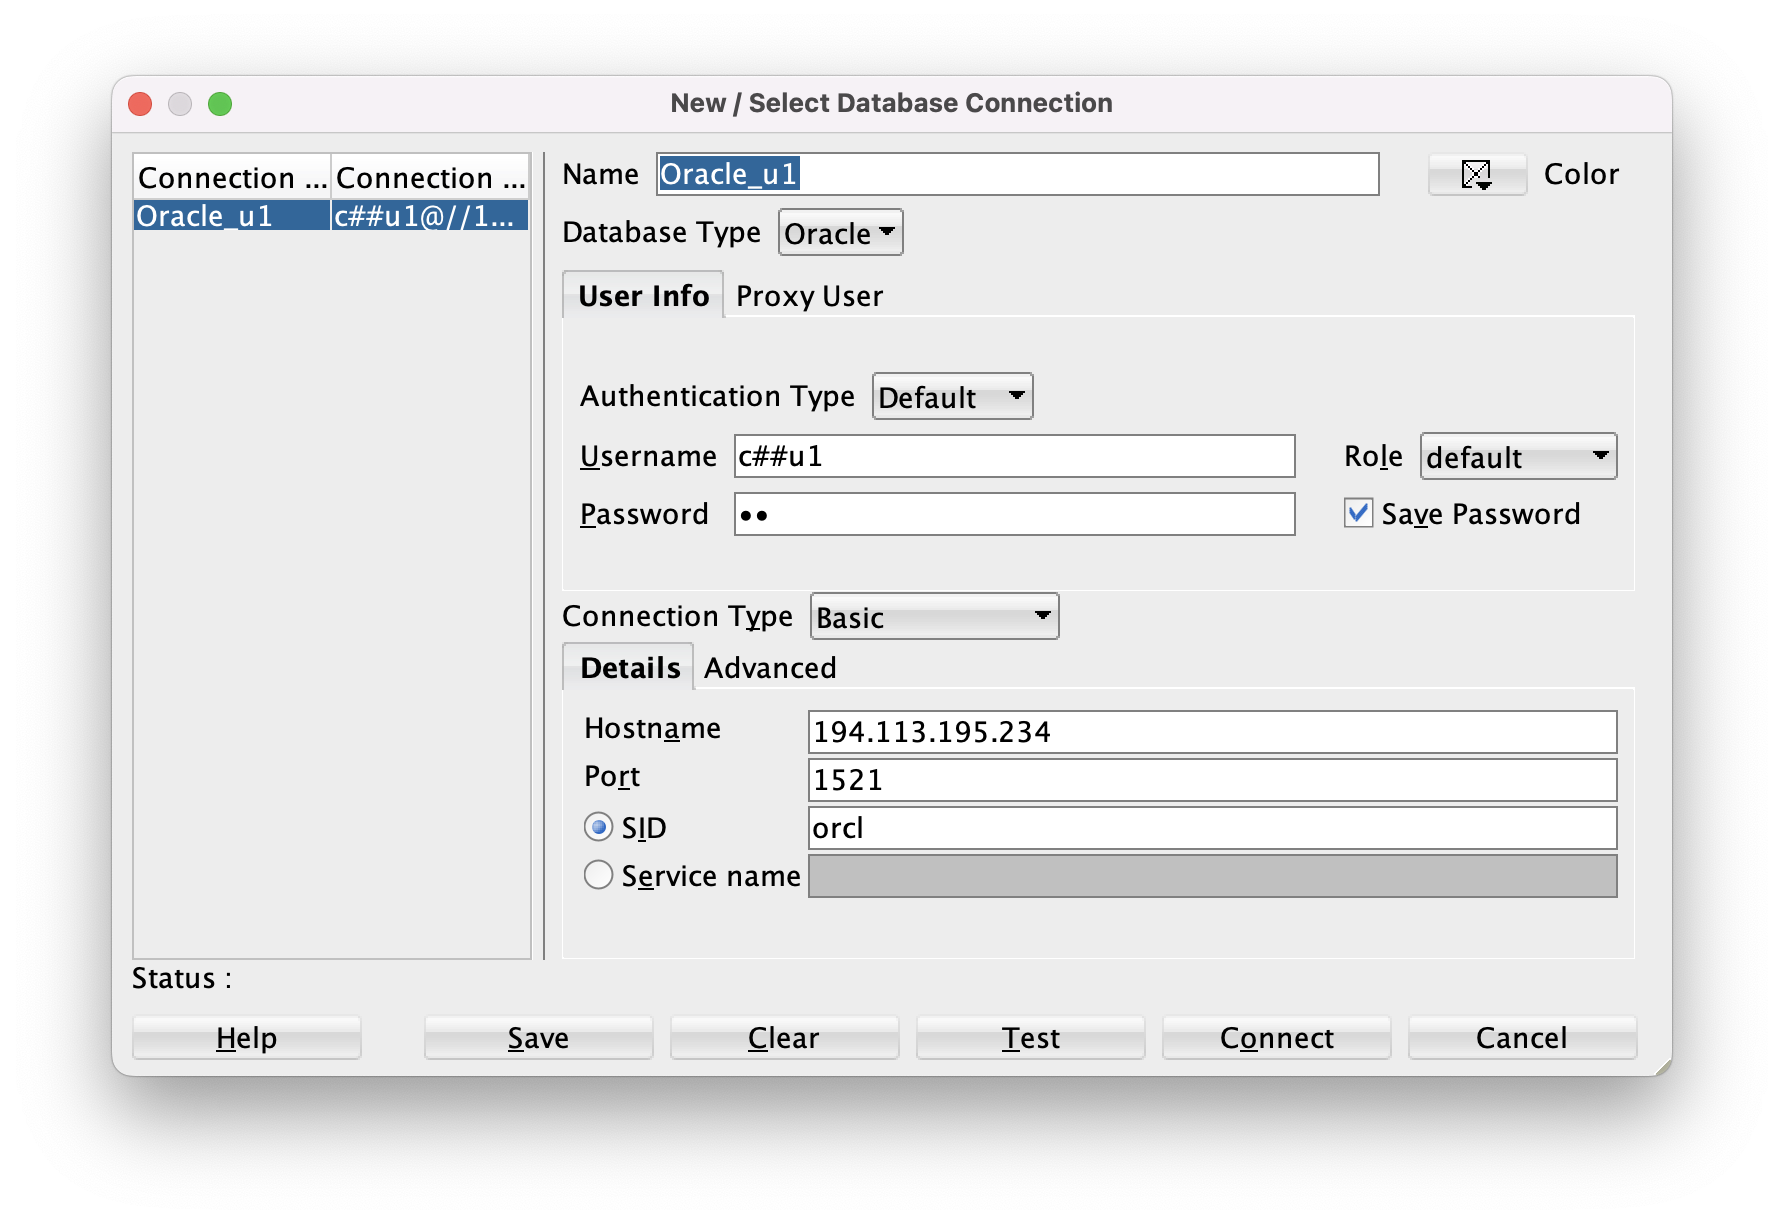 New / Select Database Connection
Connection ... Connection ...
Oracle_u1 c##u1@//1...
Name Oracle_u1 Color
Database Type Oracle
User Info Proxy User
Authentication Type Default
Username c##u1 Role default
Password •• Save Password
Connection Type Basic
Details Advanced
Hostname 194.113.195.234
Port 1521
SID orcl
Service name
Status :
Help Save Clear Test Connect Cancel